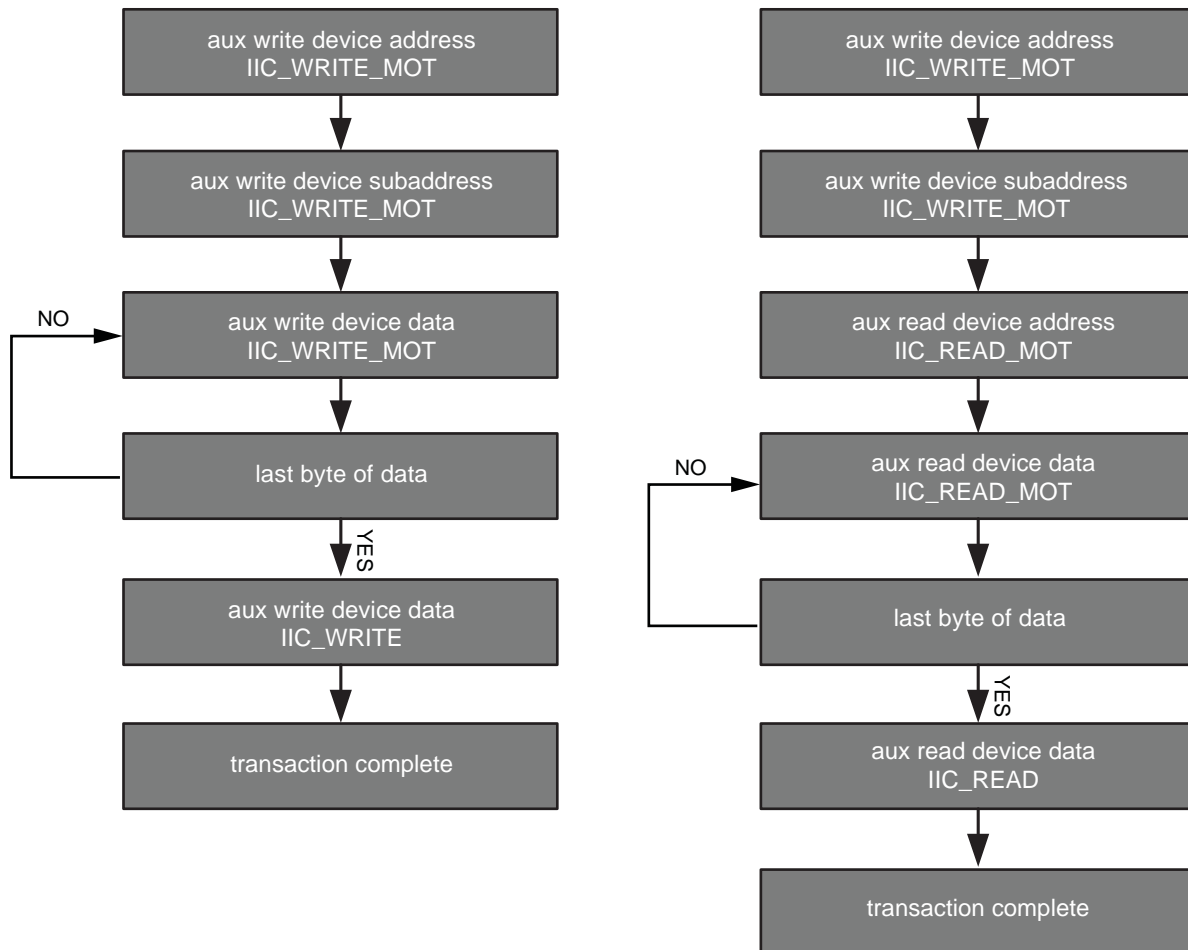 aux write device address
IIC_WRITE_MOT
aux write device subaddress
IIC_WRITE_MOT
NO
aux write device data
IIC_WRITE_MOT
last byte of data
YES
aux write device data
IIC_WRITE
transaction complete
aux write device address
IIC_WRITE_MOT
aux write device subaddress
IIC_WRITE_MOT
aux read device address
IIC_READ_MOT
NO
aux read device data
IIC_READ_MOT
last byte of data
YES
aux read device data
IIC_READ
transaction complete